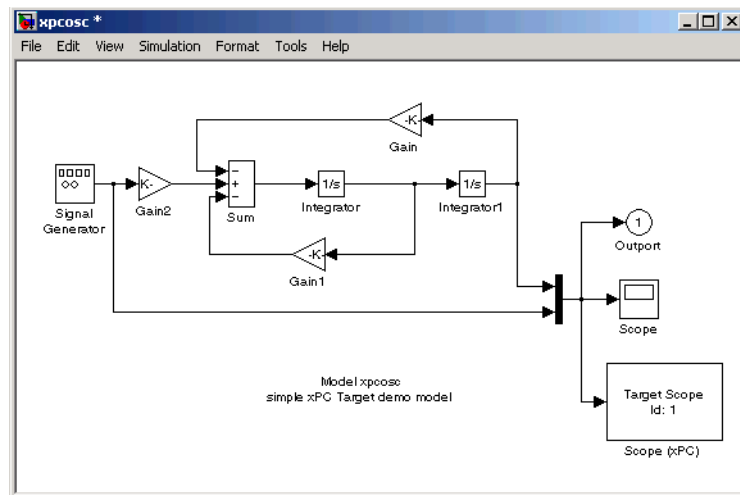 xpcosc *
File Edit View Simulation Format Tools Help
-K-
Gain
Signal
Generator
K-
Gain2
−
+
−
Sum
1/s
Integrator
1/s
Integrator1
-K-
Gain1
1
Outport
Scope
Target Scope
Id: 1
Scope (xPC)
Model xpcosc
simple xPC Target demo model